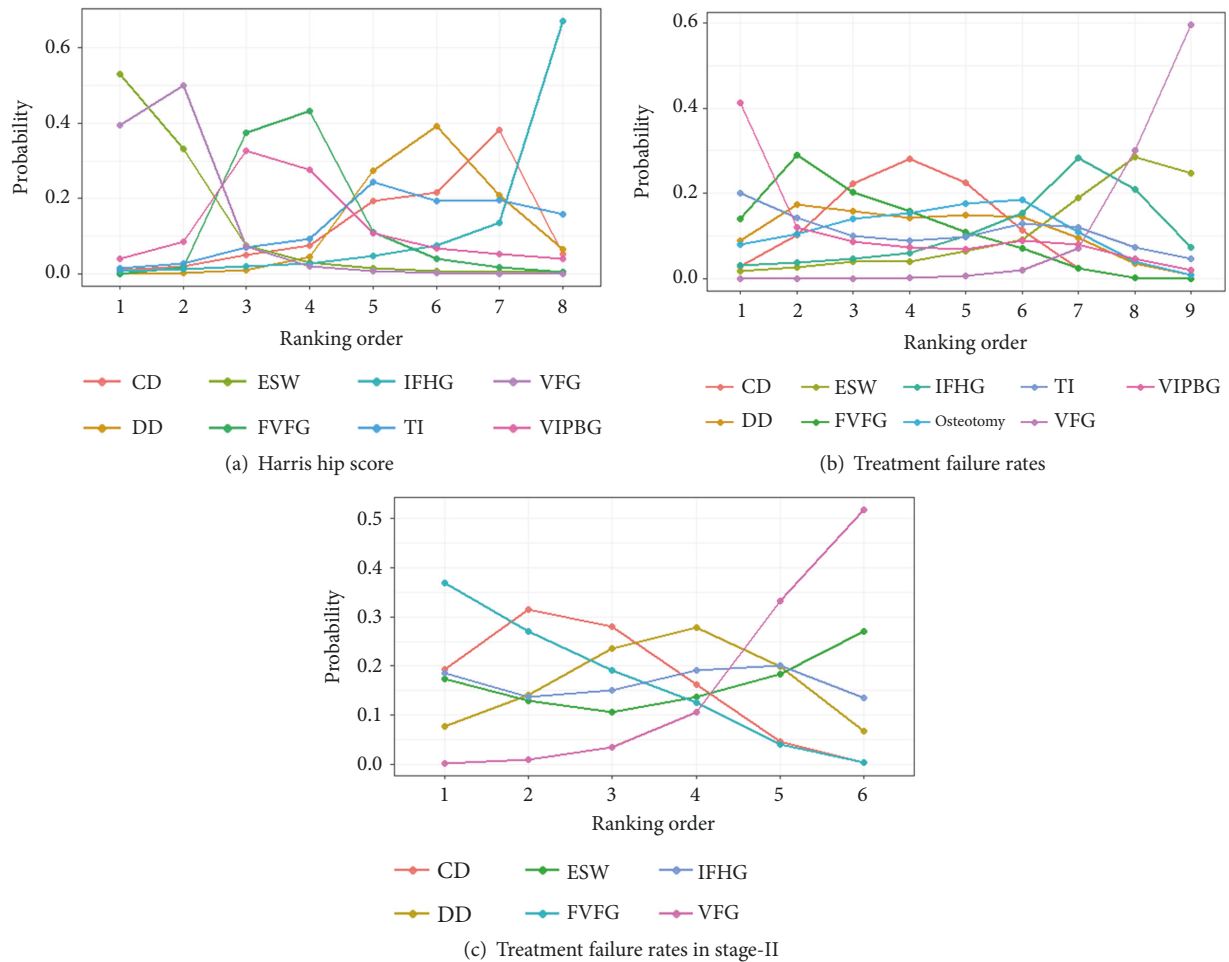 0.6
0.4
0.2
0.0
Probability
1 2 3 4 5 6 7 8
Ranking order
CD ESW IFHG VFG
DD FVFG TI VIPBG
(a) Harris hip score
0.6
0.4
0.2
0.0
Probability
1 2 3 4 5 6 7 8 9
Ranking order
CD ESW IFHG TI VIPBG
DD FVFG Osteotomy VFG
(b) Treatment failure rates
0.5
0.4
0.3
0.2
0.1
0.0
Probability
1 2 3 4 5 6
Ranking order
CD ESW IFHG
DD FVFG VFG
(c) Treatment failure rates in stage-II